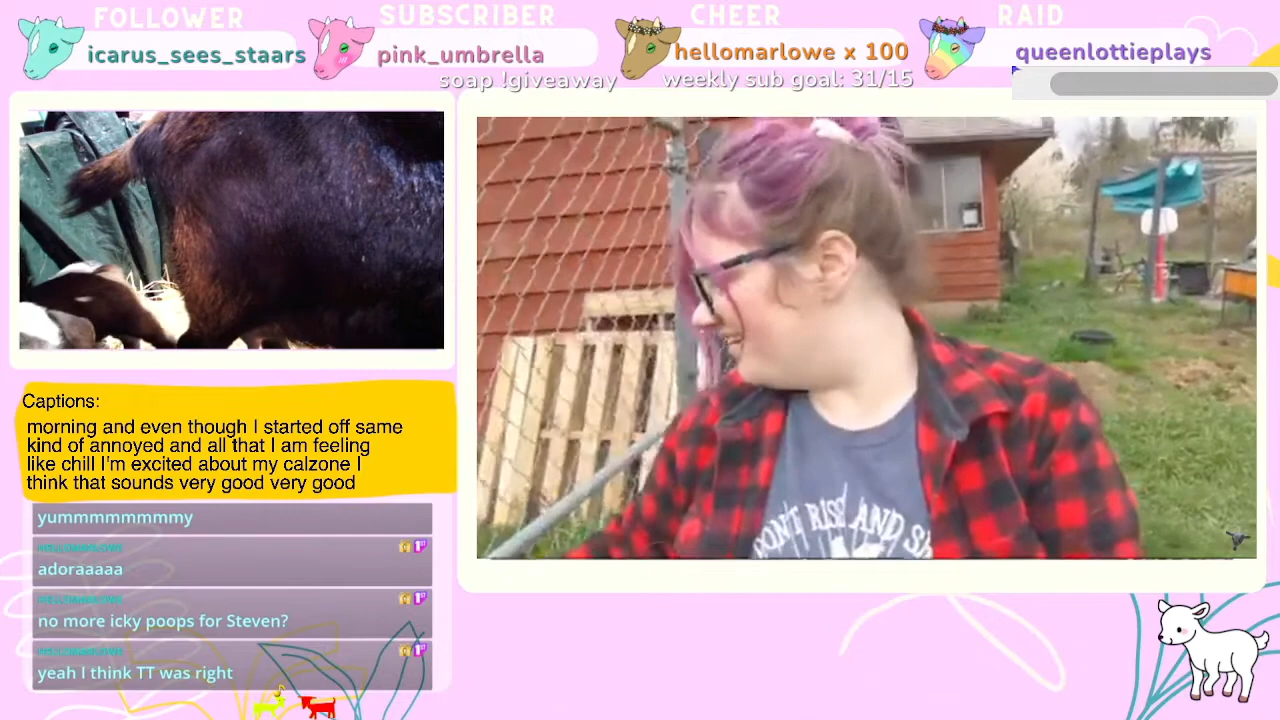 FOLLOWER
icarus_sees_staars
SUBSCRIBER
pink_umbrella
CHEER
hellomarlowe x 100
RAID
queenlottieplays
soap !giveaway
weekly sub goal: 31/15
Captions:
morning and even though I started off same
kind of annoyed and all that I am feeling
like chill I'm excited about my calzone I
think that sounds very good very good
yummmmmmmmy
adoraaaaa
no more icky poops for Steven?
yeah I think TT was right
DON'T RISE AND